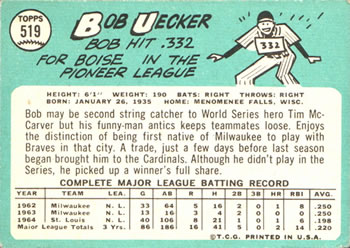 TOPPS
519
BOB UECKER
BOB HIT .332
FOR BOISE IN THE
PIONEER LEAGUE
332
HEIGHT: 6'1" WEIGHT: 190 BATS: RIGHT THROWS: RIGHT
BORN: JANUARY 26, 1935 HOME: MENOMENEE FALLS, WISC.
Bob may be second string catcher to World Series hero Tim Mc-
Carver but his funny-man antics keeps teammates loose. Enjoys
the distinction of being first native of Milwaukee to play with
Braves in that city. A trade, just a few days before last season
began brought him to the Cardinals. Although he didn't play in the
Series, he picked up a winner's full share.
COMPLETE MAJOR LEAGUE BATTING RECORD
YEAR TEAM LEA G AB R H 2B 3B HR RBI AVG.
1962 Milwaukee N. L. 33 64 5 16 2 0 1 8 .250
1963 Milwaukee N. L. 13 16 3 4 2 0 0 0 .250
1964 St. Louis N. L. 40 106 8 21 1 0 1 6 .198
Major League Totals 3 Yrs. 86 186 16 41 5 0 2 14 .220
© T.C.G. PRINTED IN U.S.A.